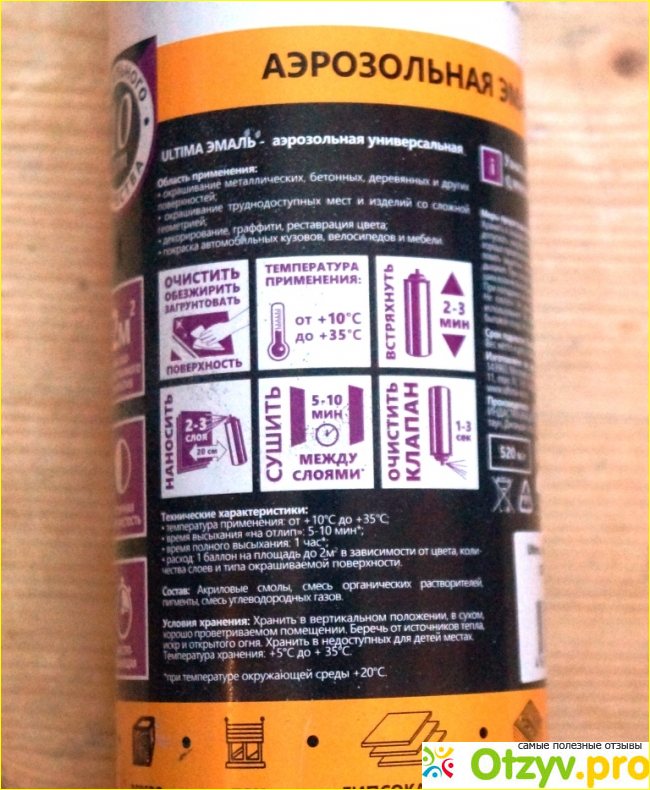 АЭРОЗОЛЬНАЯ
ULTIMA ЭМАЛЬ - аэрозольная универсальная
Область применения:
• окрашивание металлических, бетонных, деревянных и других
поверхностей;
• окрашивание труднодоступных мест и изделий со сложной
геометрией;
• декорирование, граффити, реставрация цвета;
• покраска автомобильных кузовов, велосипедов и мебели.
ОЧИСТИТЬ
ОБЕЗЖИРИТЬ
ЗАГРУНТОВАТЬ
ПОВЕРХНОСТЬ
ТЕМПЕРАТУРА
ПРИМЕНЕНИЯ:
от +10°C
до +35°C
ВСТРЯХНУТЬ
2-3
МИН
НАНОСИТЬ
2-3
СЛОЯ
20 см
СУШИТЬ
5-10
МИН
МЕЖДУ
СЛОЯМИ*
ОЧИСТИТЬ
КЛАПАН
1-3
сек
Технические характеристики:
• температура применения: от +10°C до +35°C;
• время высыхания «на отлип»: 5-10 мин*;
• время полного высыхания: 1 час*;
• расход: 1 баллон на площадь до 2м² в зависимости от цвета, коли-
чества слоев и типа окрашиваемой поверхности.
Состав: Акриловые смолы, смесь органических растворителей,
пигменты, смесь углеводородных газов.
Условия хранения: Хранить в вертикальном положении, в сухом,
хорошо проветриваемом помещении. Беречь от источников тепла,
искр и открытого огня. Хранить в недоступных для детей местах.
Температура хранения: +5°C до + 35°C.
*при температуре окружающей среды +20°C.
520
самые полезные отзывы
Otzyv.pro